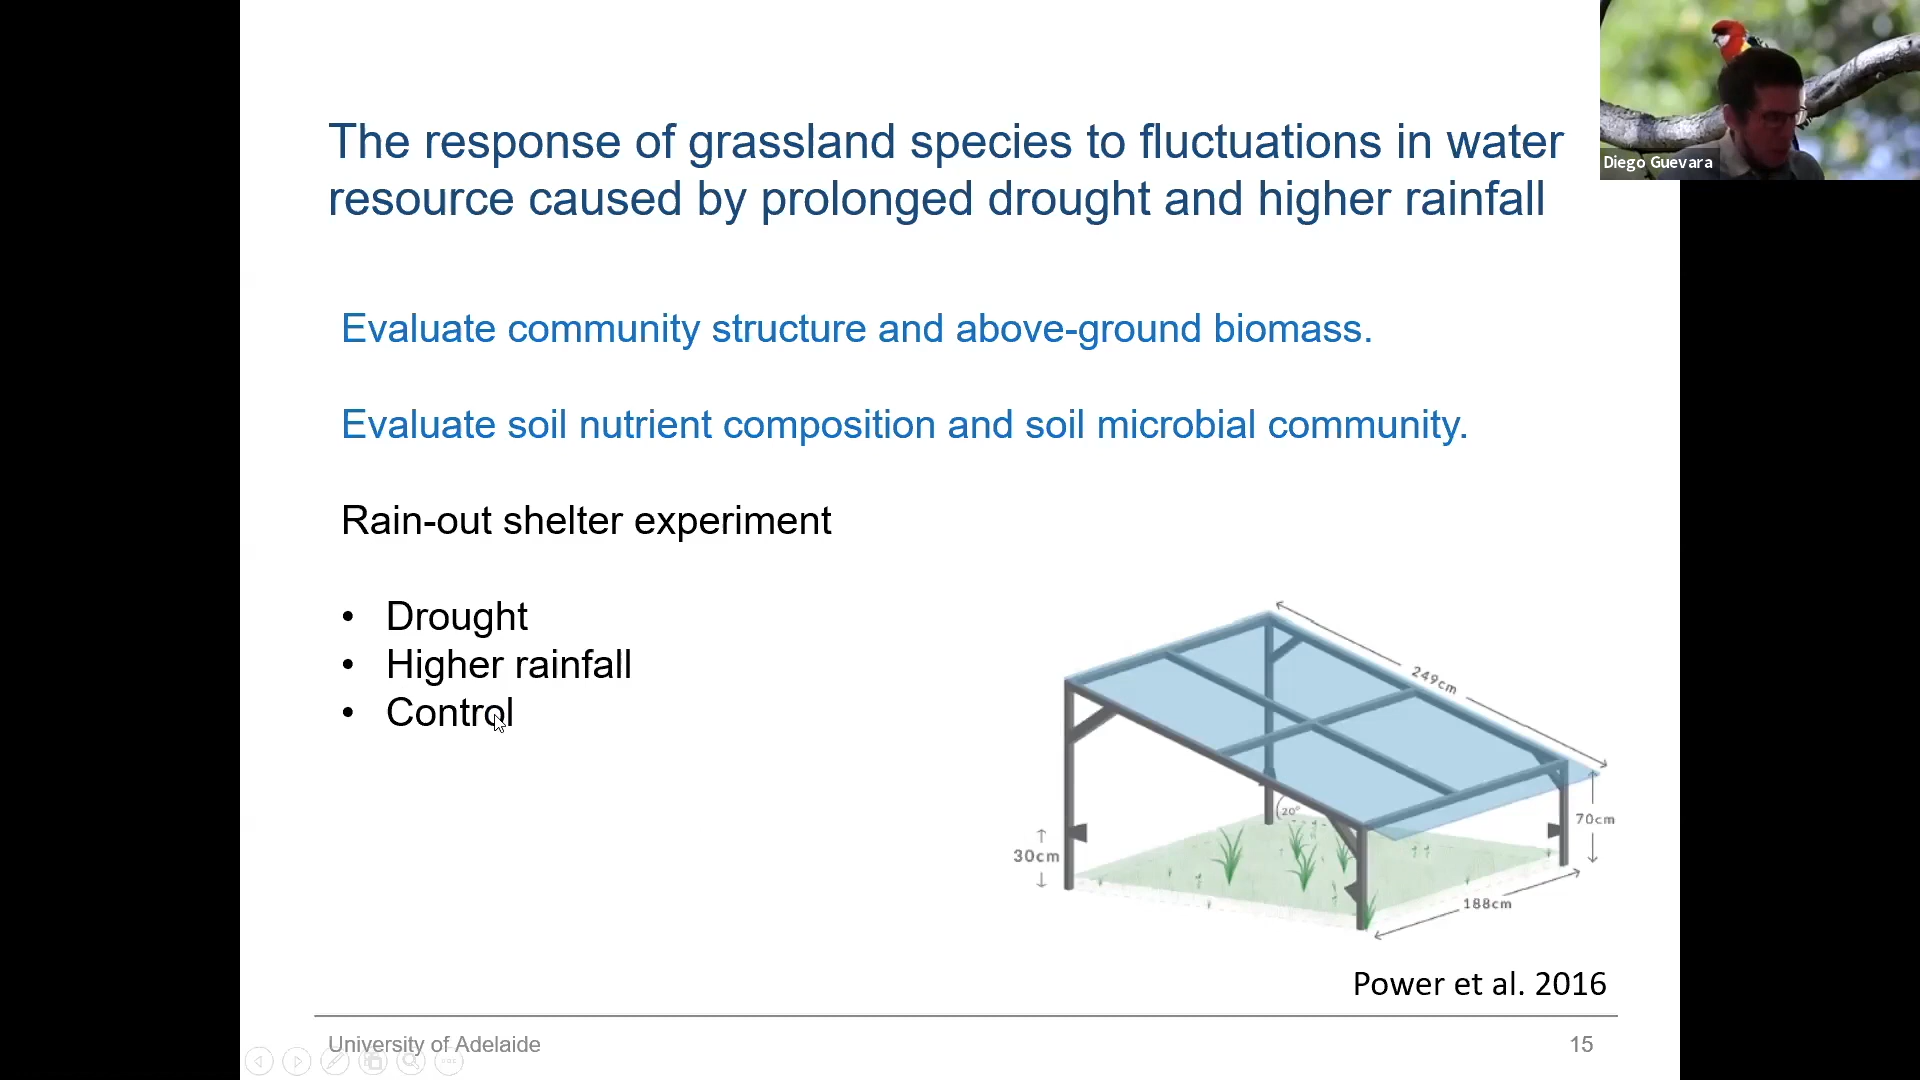 The response of grassland species to fluctuations in water
resource caused by prolonged drought and higher rainfall
Diego Guevara
Evaluate community structure and above-ground biomass.
Evaluate soil nutrient composition and soil microbial community.
Rain-out shelter experiment
• Drought
• Higher rainfall
• Control
249cm
20°
70cm
30cm
188cm
Power et al. 2016
University of Adelaide
15